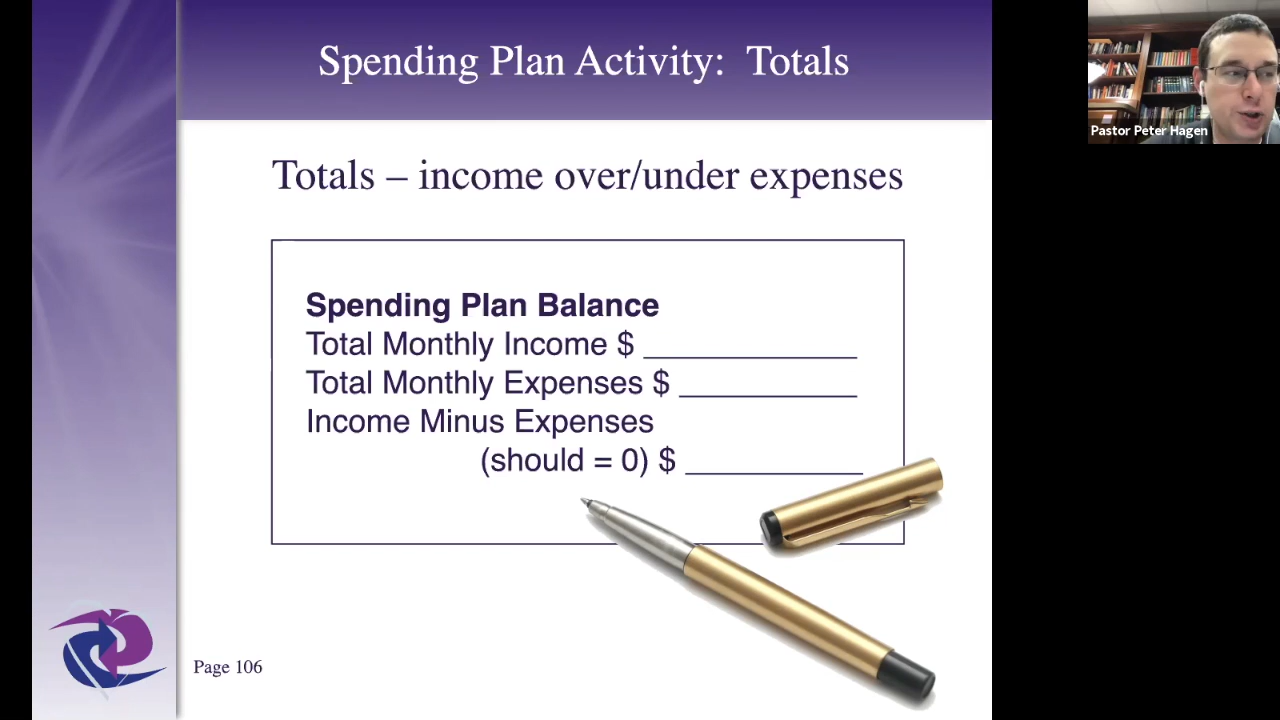 Spending Plan Activity: Totals
Totals – income over/under expenses
Spending Plan Balance
Total Monthly Income $ _____________
Total Monthly Expenses $ ___________
Income Minus Expenses
(should = 0) $ ___________
Page 106
Pastor Peter Hagen